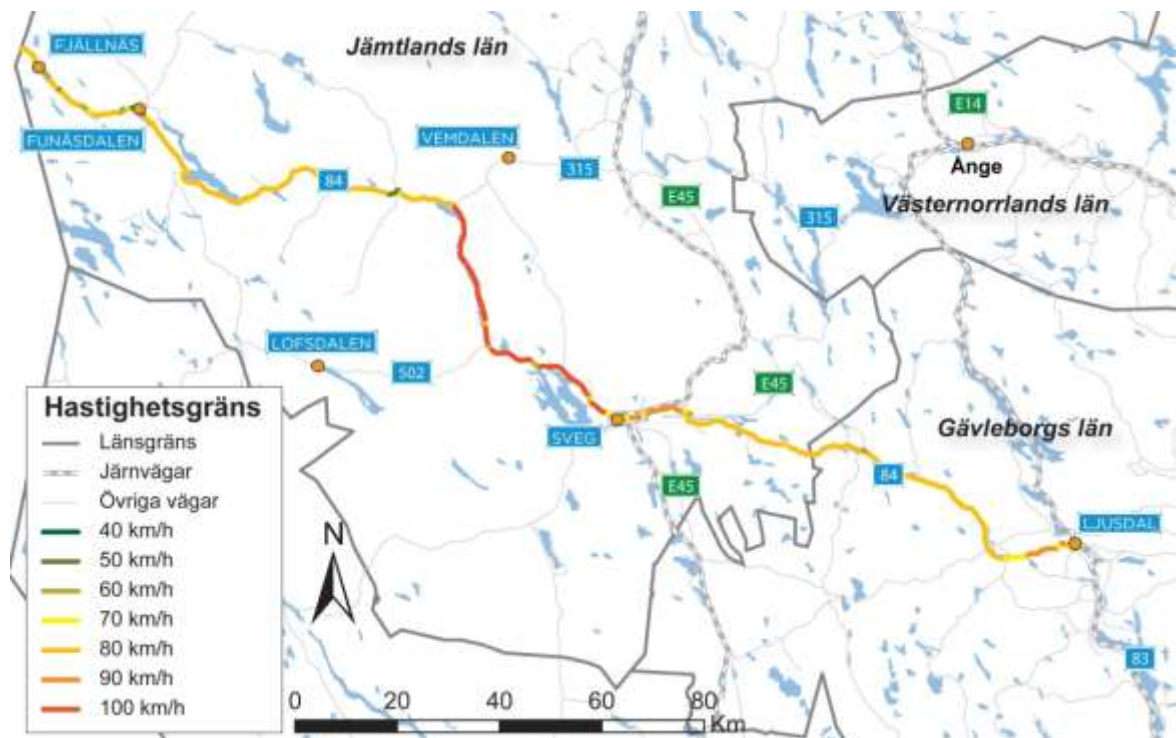 FJÄLLNÄS
Jämtlands län
E14
FUNÄSDALEN
VEMDALEN
315
Ånge
84
E45
315
Västernorrlands län
LOFSDALEN
502
E45
SVEG
Gävleborgs län
84
E45
LJUSDAL
83
Hastighetsgräns
Länsgräns
Järnvägar
Övriga vägar
40 km/h
50 km/h
60 km/h
70 km/h
80 km/h
90 km/h
100 km/h
N
0 20 40 60 80
Km